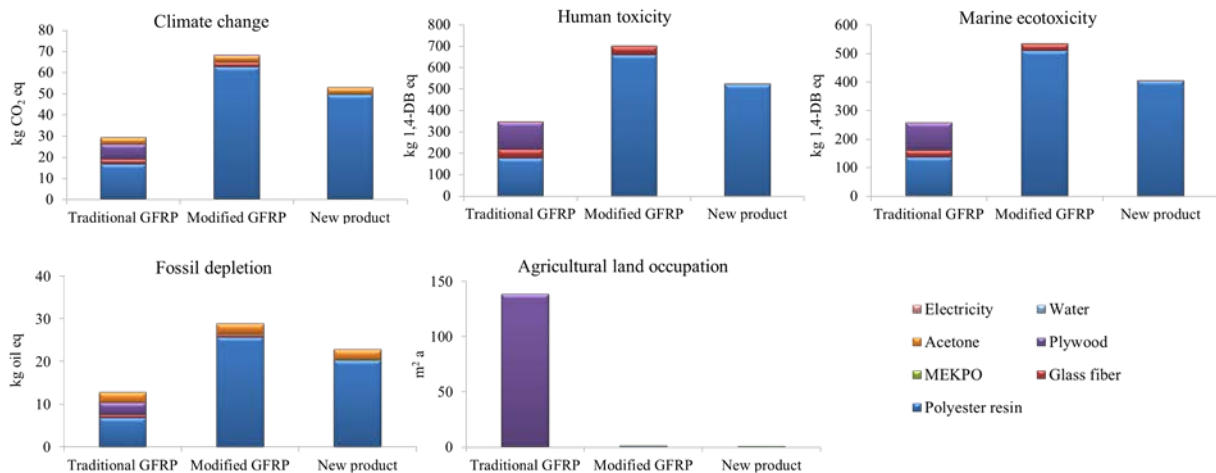 Climate change
kg CO₂ eq
80
70
60
50
40
30
20
10
0
Traditional GFRP
Modified GFRP
New product
Human toxicity
kg 1,4-DB eq
800
700
600
500
400
300
200
100
0
Traditional GFRP
Modified GFRP
New product
Marine ecotoxicity
kg 1,4-DB eq
600
500
400
300
200
100
0
Traditional GFRP
Modified GFRP
New product
Fossil depletion
kg oil eq
40
30
20
10
0
Traditional GFRP
Modified GFRP
New product
Agricultural land occupation
m² a
150
100
50
0
Traditional GFRP
Modified GFRP
New product
Electricity
Water
Acetone
Plywood
MEKPO
Glass fiber
Polyester resin